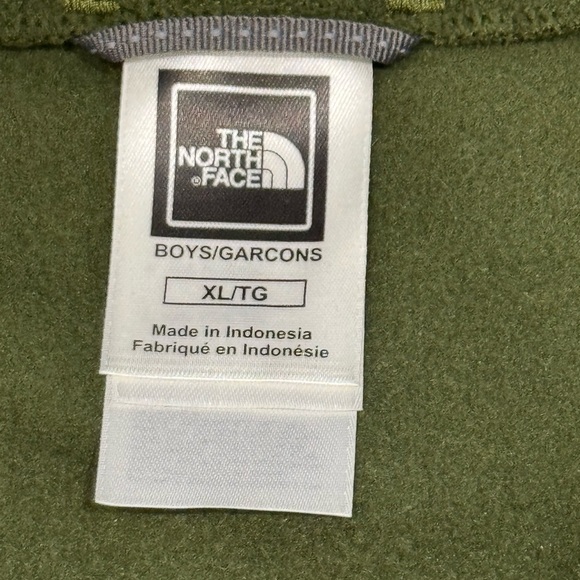 THE
NORTH
®FACE
BOYS/GARCONS
XL/TG
Made in Indonesia
Fabriqué en Indonésie